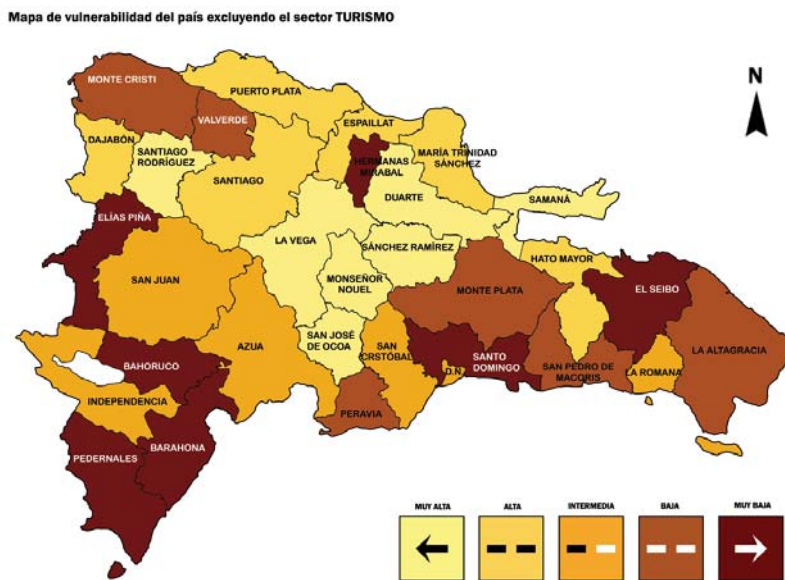 Mapa de vulnerabilidad del país excluyendo el sector TURISMO
N
MONTE CRISTI
PUERTO PLATA
VALVERDE
ESPAILLAT
DAJABÓN
SANTIAGO
RODRÍGUEZ
SANTIAGO
HERMANAS
MIRABAL
MARÍA TRINIDAD
SÁNCHEZ
DUARTE
SAMANÁ
ELÍAS PIÑA
LA VEGA
SÁNCHEZ RAMÍREZ
HATO MAYOR
SAN JUAN
MONSEÑOR
NOUEL
MONTE PLATA
EL SEIBO
AZUA
SAN JOSÉ
DE OCOA
SAN
CRSTÓBAL
SANTO
DOMINGO
D.N.
SAN PEDRO DE
MACORIS
LA ROMANA
LA ALTAGRACIA
BAHORUCO
INDEPENDENCIA
PERAVIA
BARAHONA
PEDERNALES
MUY ALTA
ALTA
INTERMEDIA
BAJA
MUY BAJA